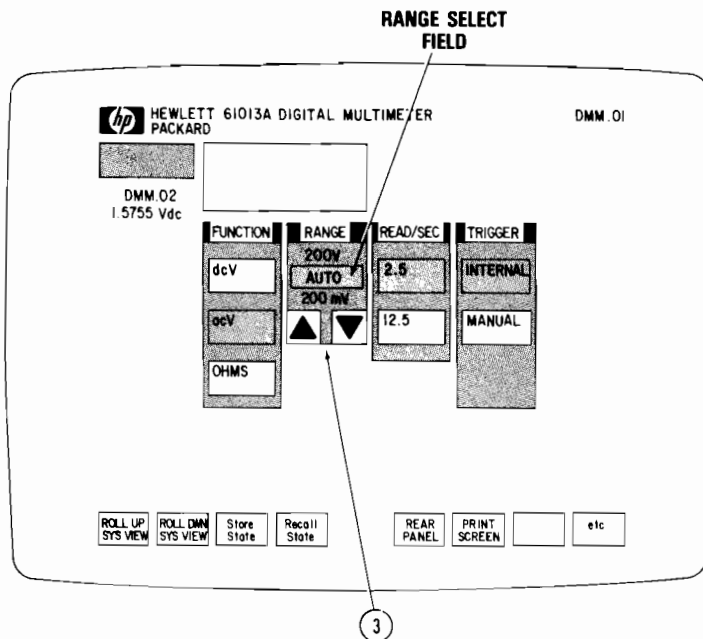 RANGE SELECT
FIELD
hp HEWLETT 61013A DIGITAL MULTIMETER DMM.01
PACKARD
DMM.02
1.5755 Vdc
FUNCTION RANGE READ/SEC TRIGGER
200V
dcV AUTO 2.5 INTERNAL
200 mV
acV 12.5 MANUAL
OHMS
ROLL UP ROLL DWN Store Recall REAR PRINT etc
SYS VIEW SYS VIEW State State PANEL SCREEN
3